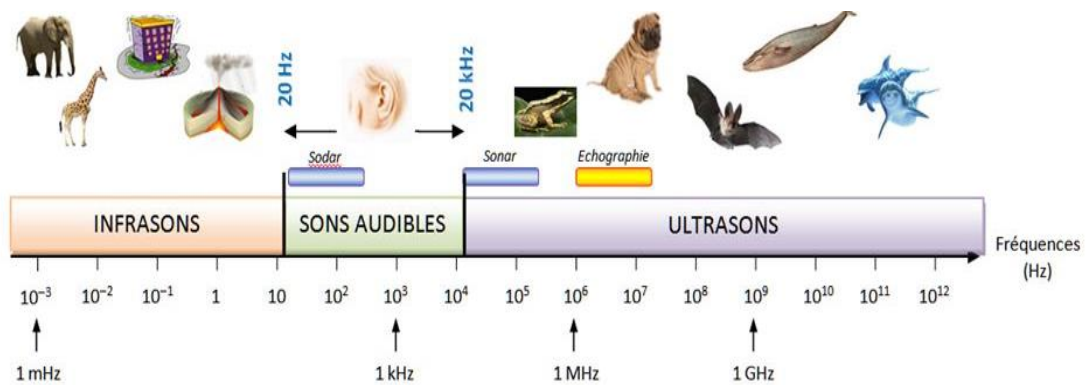 20 Hz
20 kHz
Sodar
Sonar
Echographie
INFRASONS
SONS AUDIBLES
ULTRASONS
Fréquences
(Hz)
10⁻³ 10⁻² 10⁻¹ 1 10 10² 10³ 10⁴ 10⁵ 10⁶ 10⁷ 10⁸ 10⁹ 10¹⁰ 10¹¹ 10¹²
1 mHz 1 kHz 1 MHz 1 GHz